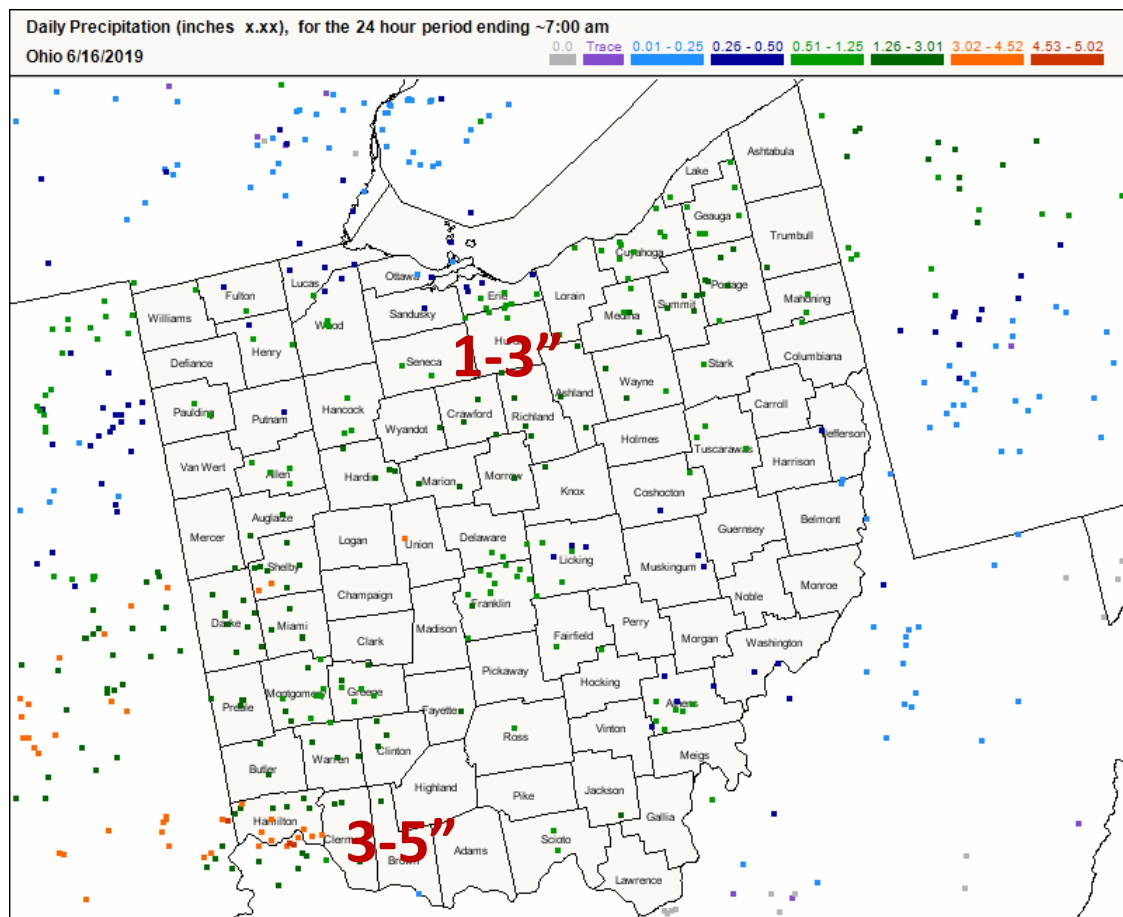 Daily Precipitation (inches x.xx), for the 24 hour period ending ~7:00 am
Ohio 6/16/2019
0.0 Trace 0.01 - 0.25 0.26 - 0.50 0.51 - 1.25 1.26 - 3.01 3.02 - 4.52 4.53 - 5.02
Ashtabula
Lake
Geauga
Trumbull
Cuyahoga
Ottawa
Lucas
Fulton
Williams
Erie
Lorain
Portage
Mahoning
Summit
Medina
Sandusky
Wood
Huron
Henry
Defiance
Seneca
1-3”
Columbiana
Stark
Wayne
Ashland
Carroll
Paulding
Putnam
Hancock
Crawford
Richland
Wyandot
Holmes
Jefferson
Tuscarawas
Harrison
Van Wert
Allen
Hardin
Marion
Morrow
Knox
Coshocton
Auglaize
Mercer
Logan
Union
Delaware
Guernsey
Belmont
Licking
Muskingum
Shelby
Champaign
Franklin
Monroe
Noble
Darke
Miami
Madison
Perry
Clark
Fairfield
Morgan
Washington
Pickaway
Hocking
Preble
Montgomery
Greene
Athens
Fayette
Vinton
Ross
Meigs
Butler
Warren
Clinton
Highland
Pike
Jackson
Gallia
Hamilton
Clermont
3-5”
Brown
Adams
Scioto
Lawrence